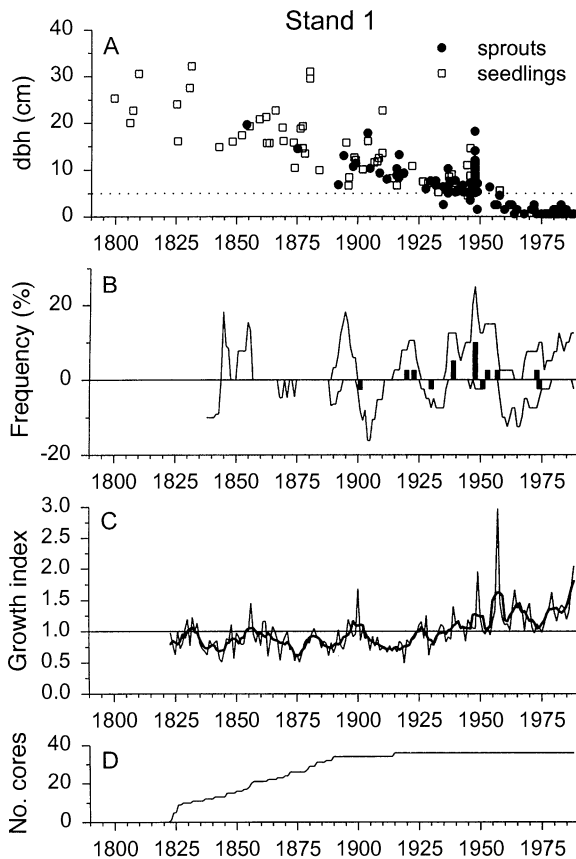 Stand 1
A
sprouts
seedlings
dbh (cm)
40
30
20
10
0
1800 1825 1850 1875 1900 1925 1950 1975
B
Frequency (%)
20
0
-20
1800 1825 1850 1875 1900 1925 1950 1975
C
Growth index
3.0
2.5
2.0
1.5
1.0
0.5
0.0
1800 1825 1850 1875 1900 1925 1950 1975
D
No. cores
40
20
0
1800 1825 1850 1875 1900 1925 1950 1975